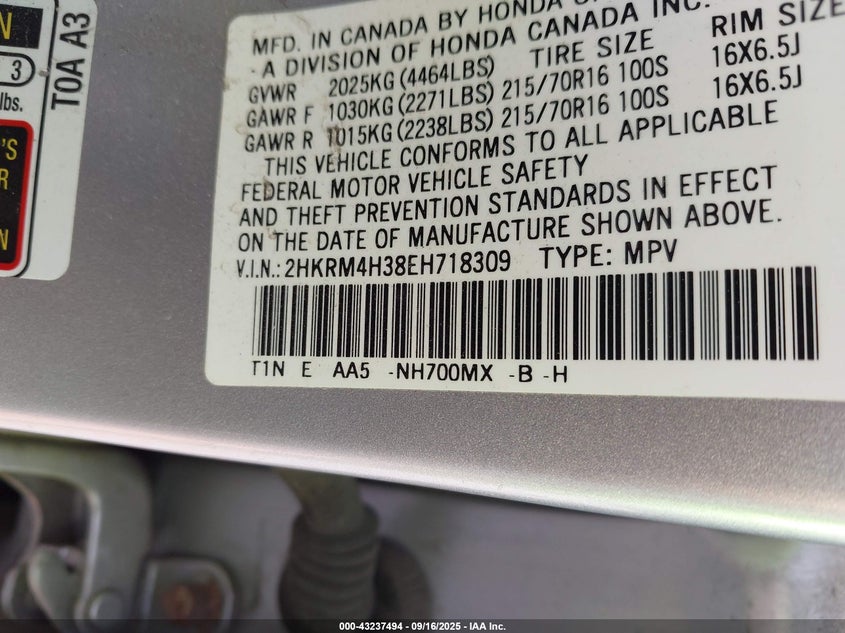 N
3
lbs.
'S
R
N
T0A A3
MFD. IN CANADA BY HONDA
- A DIVISION OF HONDA CANADA INC.
TIRE SIZE RIM SIZE
GVWR 2025KG (4464LBS)
GAWR F 1030KG (2271LBS) 215/70R16 100S 16X6.5J
GAWR R 1015KG (2238LBS) 215/70R16 100S 16X6.5J
THIS VEHICLE CONFORMS TO ALL APPLICABLE
FEDERAL MOTOR VEHICLE SAFETY
AND THEFT PREVENTION STANDARDS IN EFFECT
ON THE DATE OF MANUFACTURE SHOWN ABOVE.
V.I.N.: 2HKRM4H38EH718309 TYPE: MPV
T1N E AA5 -NH700MX -B -H
000-43237494 - 09/16/2025 - IAA Inc.